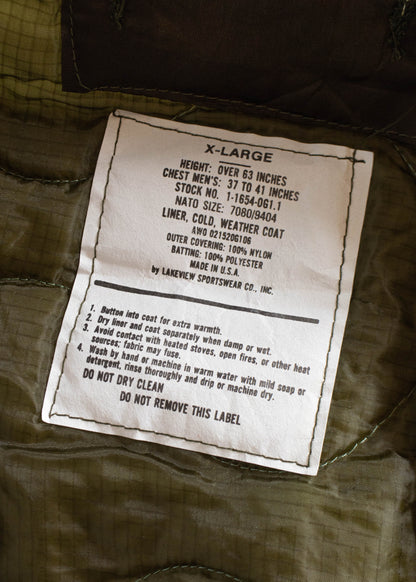 X-LARGE
HEIGHT: OVER 63 INCHES
CHEST MEN'S: 37 TO 41 INCHES
STOCK NO. 1-1654-061.1
NATO SIZE: 7080/9404
LINER, COLD, WEATHER COAT
AWO 0215206106
OUTER COVERING: 100% NYLON
BATTING: 100% POLYESTER
MADE IN U.S.A.
by LAKEVIEW SPORTSWEAR CO., INC.
1. Button into coat for extra warmth.
2. Dry liner and coat separately when damp or wet.
3. Avoid contact with heated stoves, open fires, or other heat
sources; fabric may fuse.
4. Wash by hand or machine in warm water with mild soap or
detergent, rinse thoroughly and drip or machine dry.
DO NOT DRY CLEAN
DO NOT REMOVE THIS LABEL